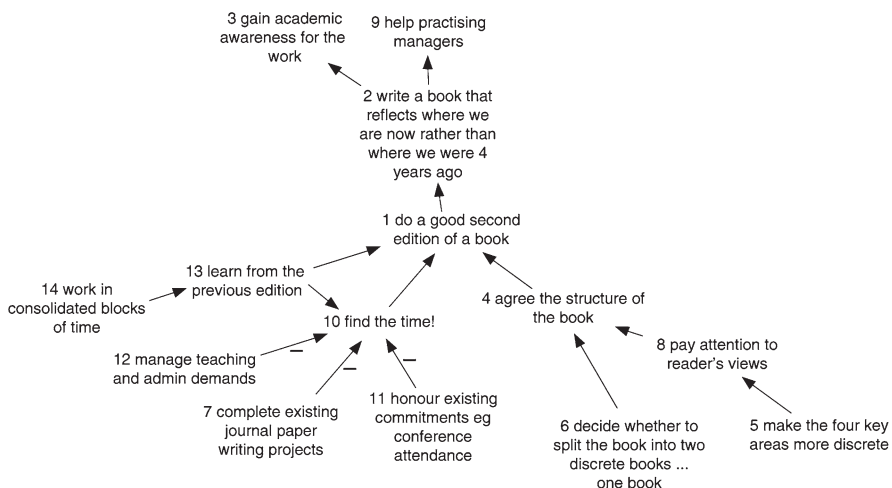 3 gain academic
awareness for the
work
9 help practising
managers
2 write a book that
reflects where we
are now rather than
where we were 4
years ago
1 do a good second
edition of a book
13 learn from the
previous edition
14 work in
consolidated blocks
of time
10 find the time!
4 agree the structure of
the book
8 pay attention to
reader's views
12 manage teaching
and admin demands
7 complete existing
journal paper
writing projects
11 honour existing
commitments eg
conference
attendance
6 decide whether to
split the book into two
discrete books ...
one book
5 make the four key
areas more discrete